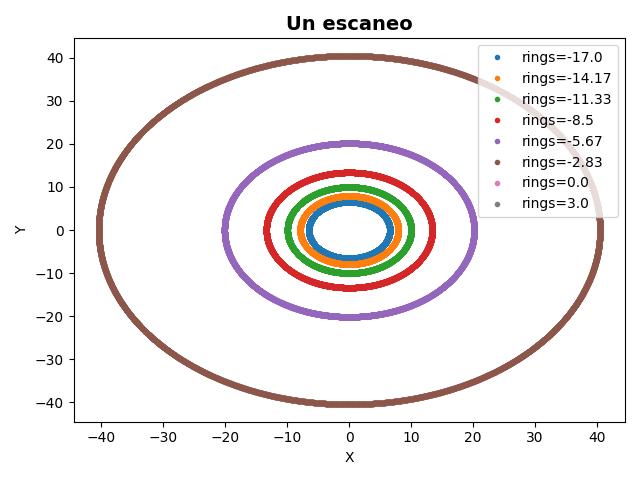 Un escaneo
rings=-17.0
rings=-14.17
rings=-11.33
rings=-8.5
rings=-5.67
rings=-2.83
rings=0.0
rings=3.0
Y
40
30
20
10
0
−10
−20
−30
−40
−40 −30 −20 −10 0 10 20 30 40
X